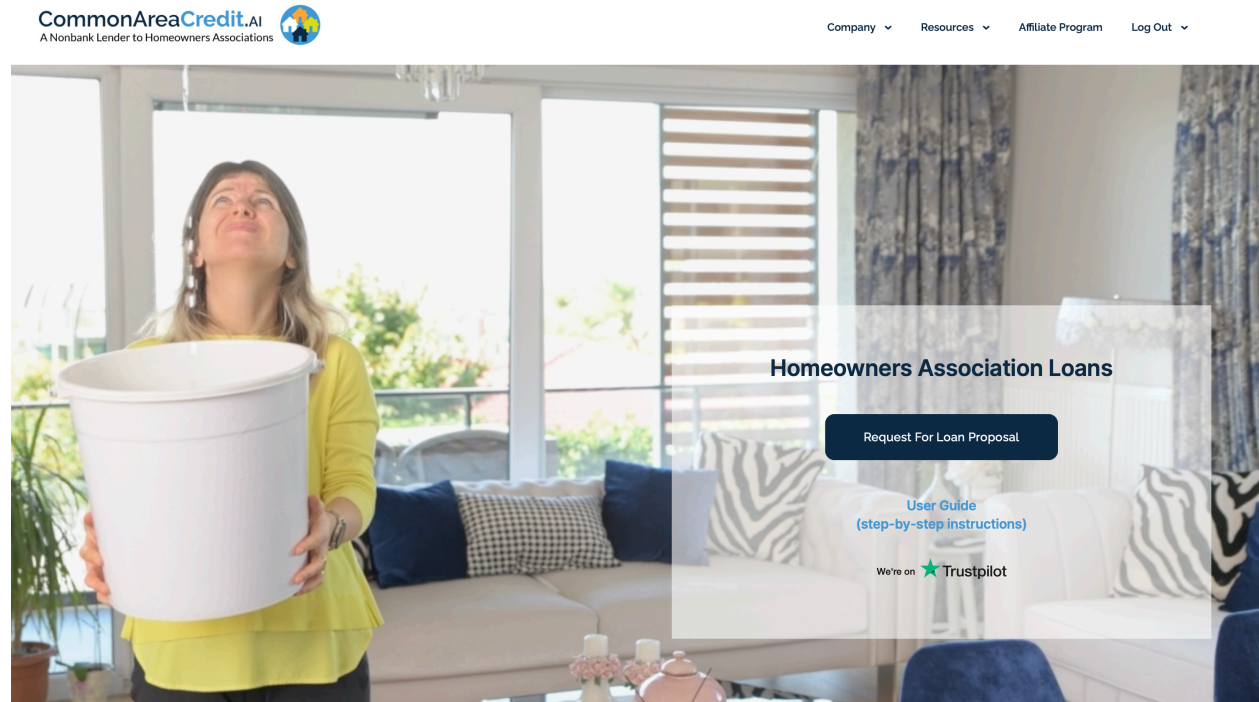 CommonAreaCredit.AI
A Nonbank Lender to Homeowners Associations
Company
Resources
Affiliate Program
Log Out
Homeowners Association Loans
Request For Loan Proposal
User Guide
(step-by-step instructions)
We're on Trustpilot